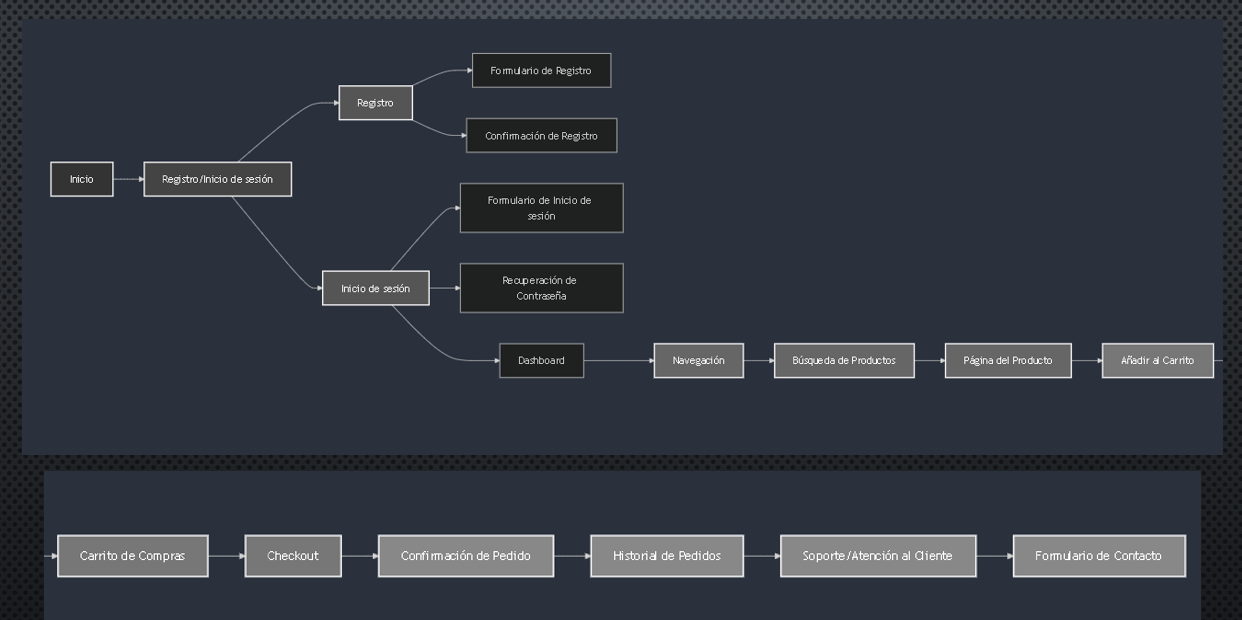 Formulario de Registro
Registro
Confirmación de Registro
Inicio
Registro/Inicio de sesión
Formulario de Inicio de
sesión
Inicio de sesión
Recuperación de
Contraseña
Dashboard
Navegación
Búsqueda de Productos
Página del Producto
Añadir al Carrito
Carrito de Compras
Checkout
Confirmación de Pedido
Historial de Pedidos
Soporte/Atención al Cliente
Formulario de Contacto